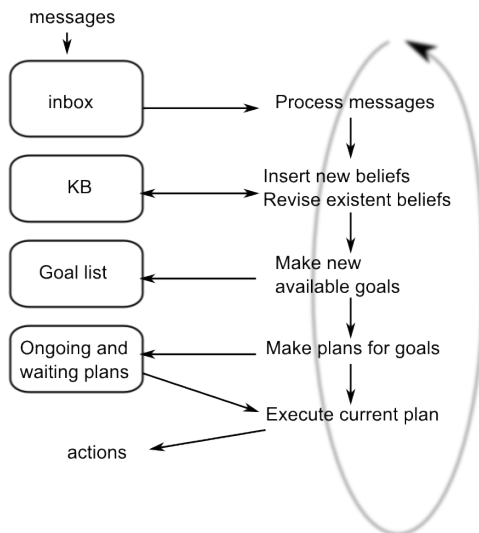 messages
inbox
Process messages
KB
Insert new beliefs
Revise existent beliefs
Goal list
Make new
available goals
Ongoing and
waiting plans
Make plans for goals
Execute current plan
actions